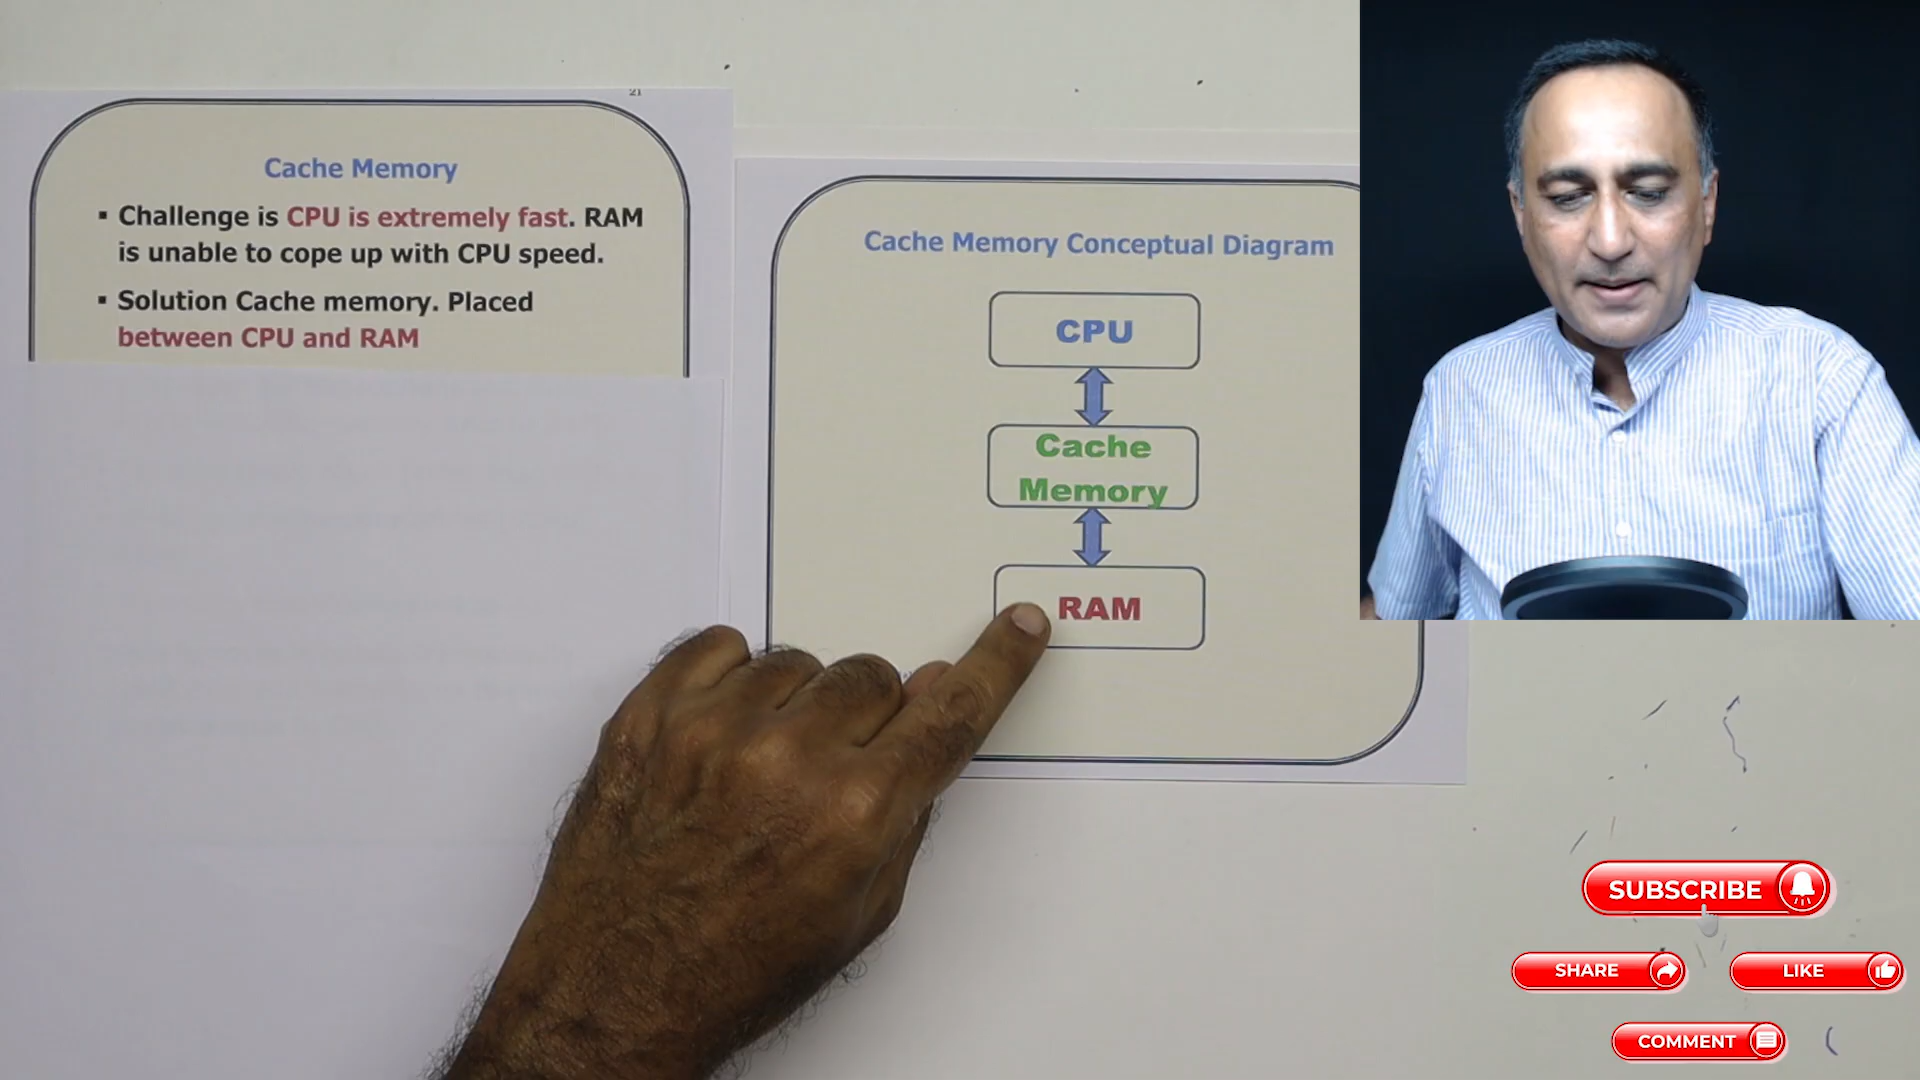 21
Cache Memory
▪ Challenge is CPU is extremely fast. RAM
is unable to cope up with CPU speed.
▪ Solution Cache memory. Placed
between CPU and RAM
Cache Memory Conceptual Diagram
CPU
Cache
Memory
RAM
SUBSCRIBE
SHARE
LIKE
COMMENT